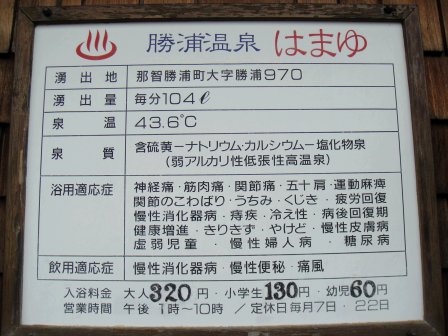 勝浦温泉 はまゆ
湧出地 那智勝浦町大字勝浦970
湧出量 毎分104ℓ
泉温 43.6℃
泉質 含硫黄ーナトリウム・カルシウムー塩化物泉
(弱アルカリ性低張性高温泉)
浴用適応症 神経痛・筋肉痛・関節痛・五十肩・運動麻痺
関節のこわばり・うちみ・くじき・疲労回復
慢性消化器病・痔疾・冷え性・病後回復期
健康増進・きりきず・やけど・慢性皮膚病
虚弱児童・慢性婦人病・糖尿病
飲用適応症 慢性消化器病・慢性便秘・痛風
入浴料金 大人320円・小学生130円・幼児60円
営業時間 午後1時〜10時/定休日毎月7日・22日